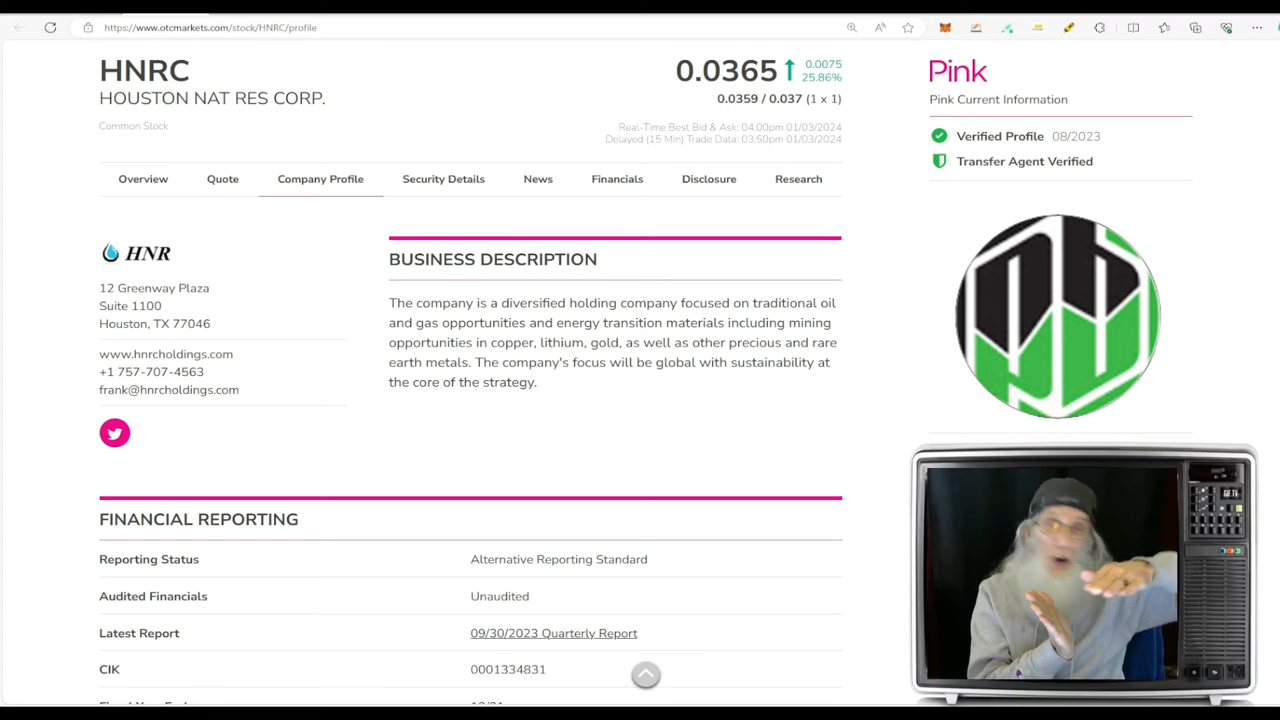 https://www.otcmarkets.com/stock/HNRC/profile
HNRC
HOUSTON NAT RES CORP.
Common Stock
0.0365
0.0075
25.86%
0.0359 / 0.037 (1 x 1)
Real-Time Best Bid & Ask: 04:00pm 01/03/2024
Delayed (15 Min) Trade Data: 03:50pm 01/03/2024
Pink
Pink Current Information
Verified Profile 08/2023
Transfer Agent Verified
Overview
Quote
Company Profile
Security Details
News
Financials
Disclosure
Research
HNR
12 Greenway Plaza
Suite 1100
Houston, TX 77046
www.hnrcholdings.com
+1 757-707-4563
frank@hnrcholdings.com
BUSINESS DESCRIPTION
The company is a diversified holding company focused on traditional oil
and gas opportunities and energy transition materials including mining
opportunities in copper, lithium, gold, as well as other precious and rare
earth metals. The company's focus will be global with sustainability at
the core of the strategy.
FINANCIAL REPORTING
Reporting Status
Alternative Reporting Standard
Audited Financials
Unaudited
Latest Report
09/30/2023 Quarterly Report
CIK
0001334831